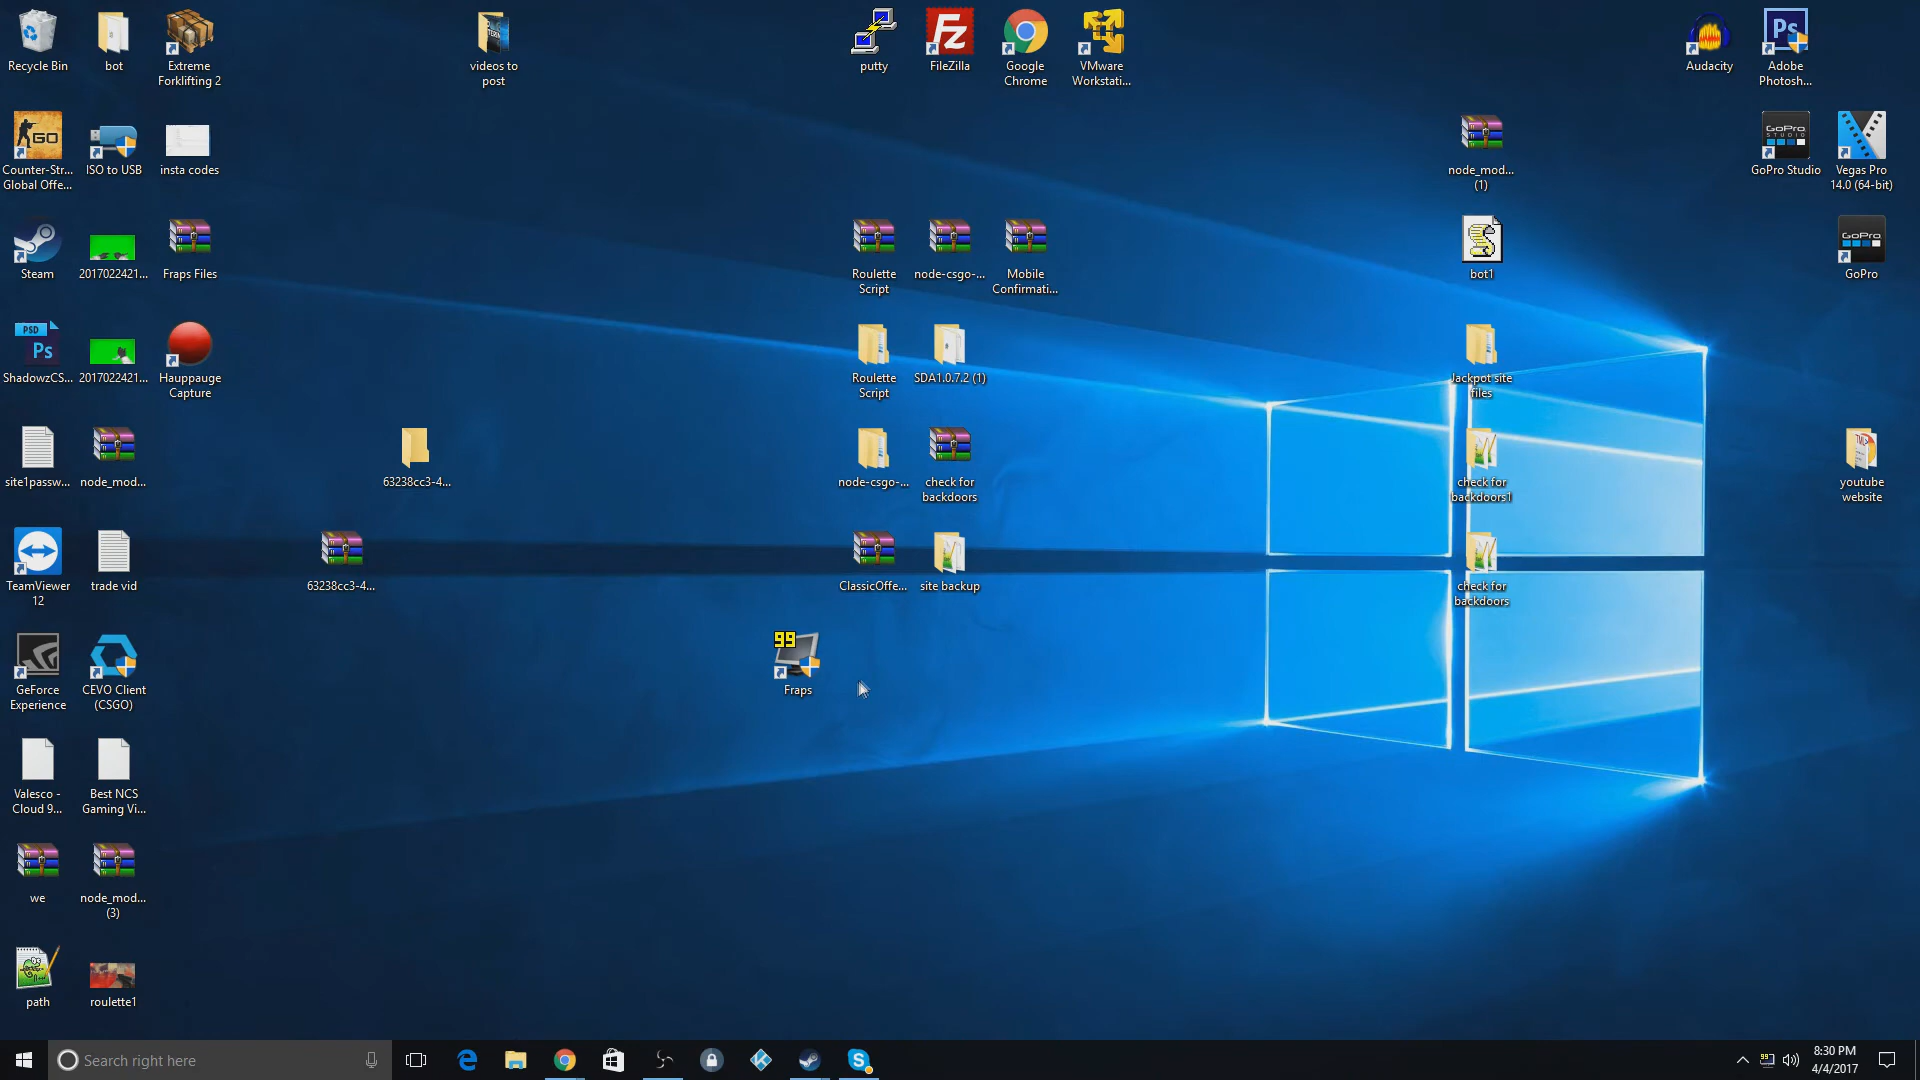 Recycle Bin
bot
Extreme
Forklifting 2
videos to
post
putty
FileZilla
Google
Chrome
VMware
Workstati...
Audacity
Adobe
Photosh...
Counter-Str...
Global Offe...
ISO to USB
insta codes
node_mod...
(1)
GoPro Studio
Vegas Pro
14.0 (64-bit)
Steam
2017022421...
Fraps Files
Roulette
Script
node-csgo-...
Mobile
Confirmati...
bot1
GoPro
ShadowzCS...
2017022421...
Hauppauge
Capture
Roulette
Script
SDA1.0.7.2 (1)
Jackpot site
files
site1passw...
node_mod...
63238cc3-4...
node-csgo-...
check for
backdoors
check for
backdoors1
youtube
website
TeamViewer
12
trade vid
63238cc3-4...
ClassicOffe...
site backup
check for
backdoors
99
Fraps
GeForce
Experience
CEVO Client
(CSGO)
Valesco -
Cloud 9...
Best NCS
Gaming Vi...
we
node_mod...
(3)
path
roulette1
Search right here
8:30 PM
4/4/2017